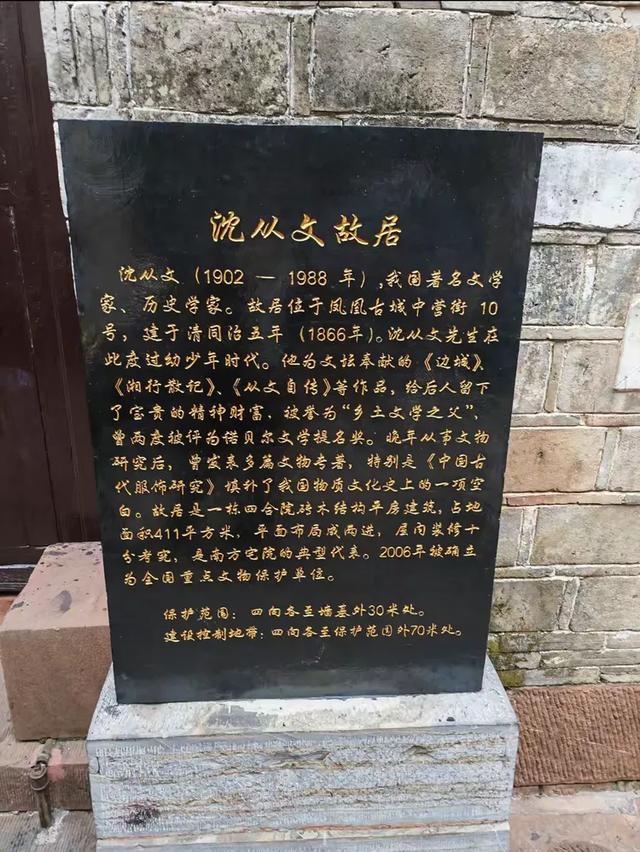 沈从文故居
沈从文（1902 — 1988 年），我国著名文学
家、历史学家。故居位于凤凰古城中营街 10
号，建于清同治五年（1866年）。沈从文先生在
此度过幼少年时代。他为文坛奉献的《边城》、
《湘行散记》、《从文自传》等作品，给后人留下
了宝贵的精神财富，被誉为“乡土文学之父”，
曾两度被评为诺贝尔文学提名奖。晚年从事文物
研究后，曾发表多篇文物专著，特别是《中国古
代服饰研究》填补了我国物质文化史上的一项空
白。故居是一栋四合院砖木结构平房建筑，占地
面积411平方米，平面布局成两进，屋内装修十
分考究，是南方宅院的典型代表。2006年被确立
为全国重点文物保护单位。
保护范围：四向各至墙基外30米处。
建设控制地带：四向各至保护范围外70米处。